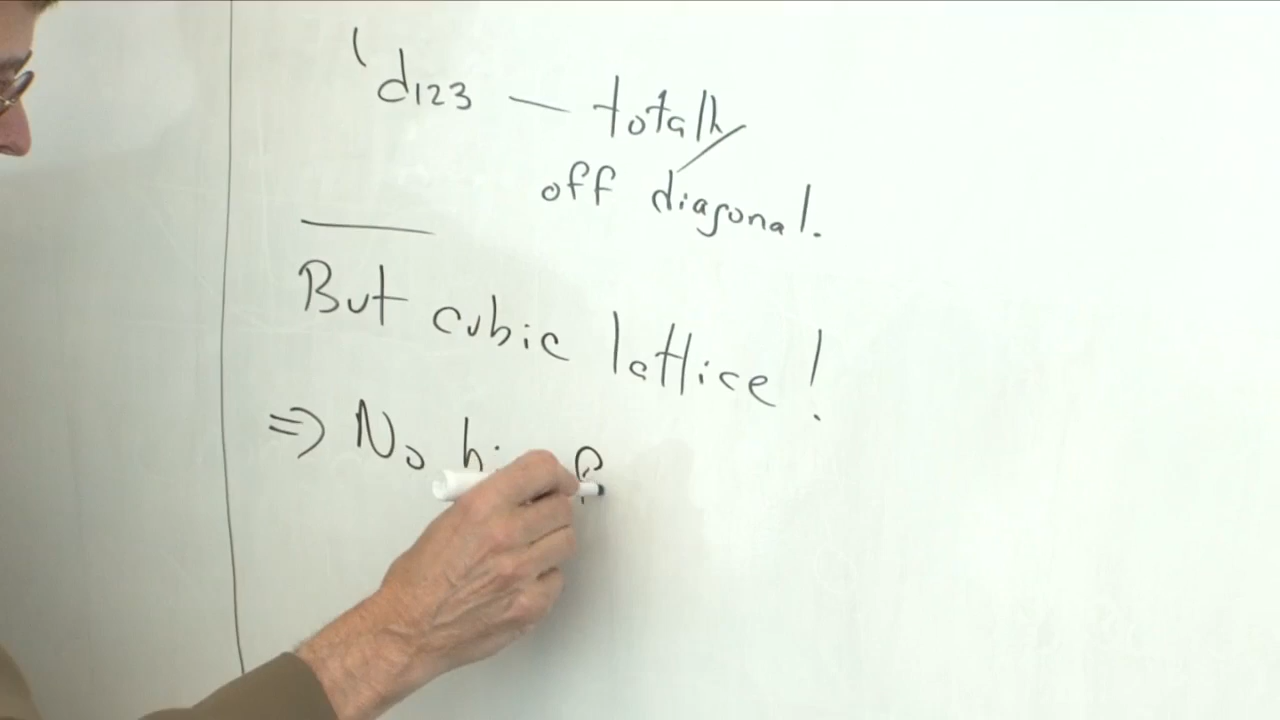 d123 — totally
off diagonal.
But cubic lattice!
⇒ No